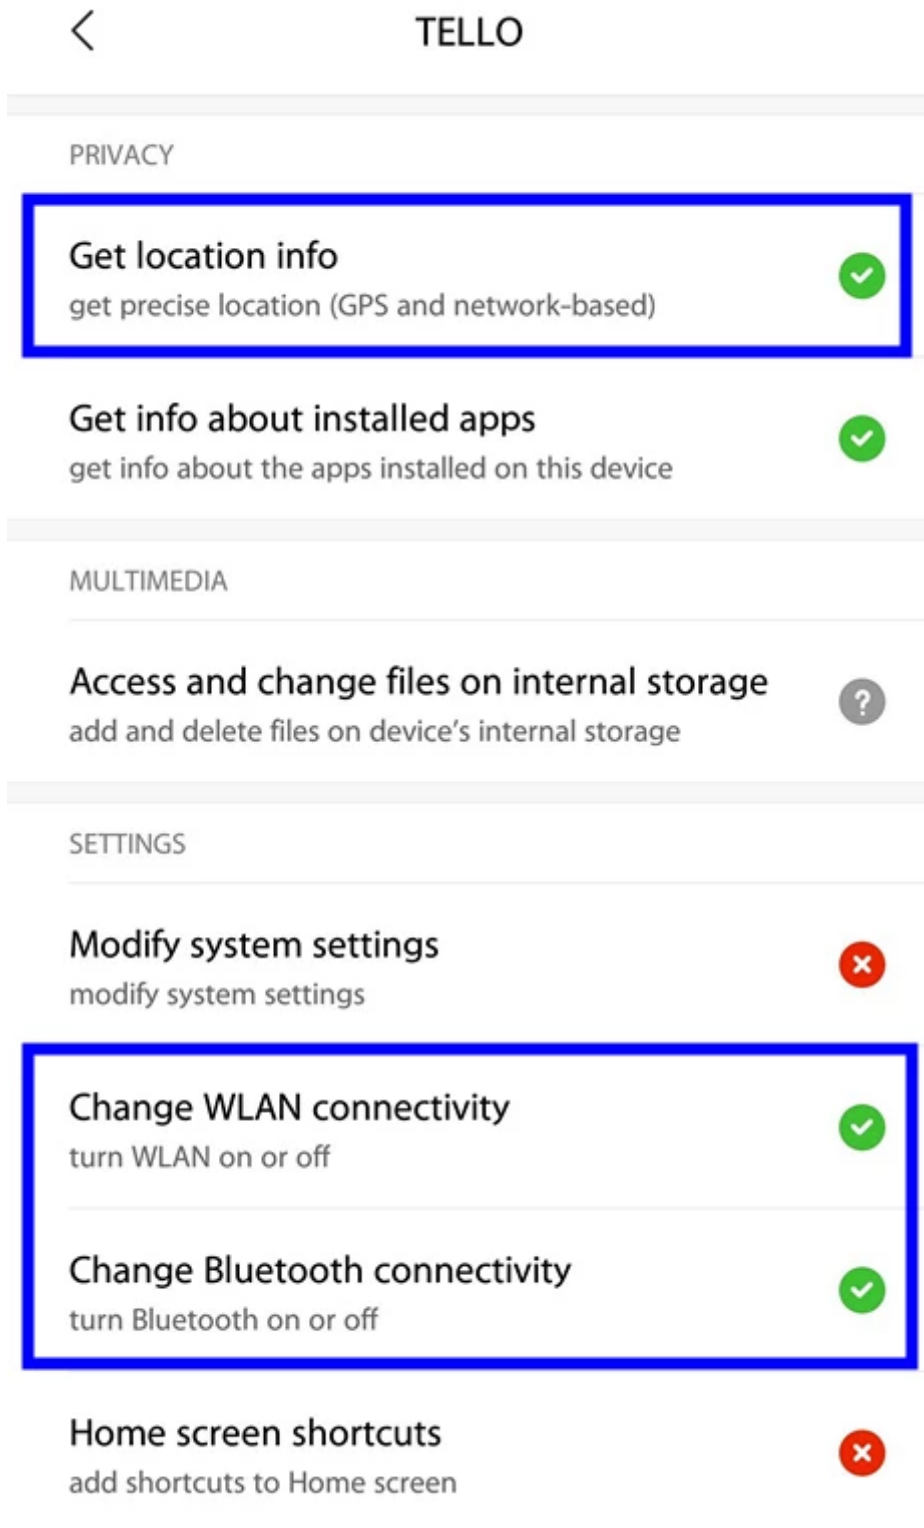 TELLO
PRIVACY
Get location info
get precise location (GPS and network-based)
Get info about installed apps
get info about the apps installed on this device
MULTIMEDIA
Access and change files on internal storage
add and delete files on device’s internal storage
SETTINGS
Modify system settings
modify system settings
Change WLAN connectivity
turn WLAN on or off
Change Bluetooth connectivity
turn Bluetooth on or off
Home screen shortcuts
add shortcuts to Home screen